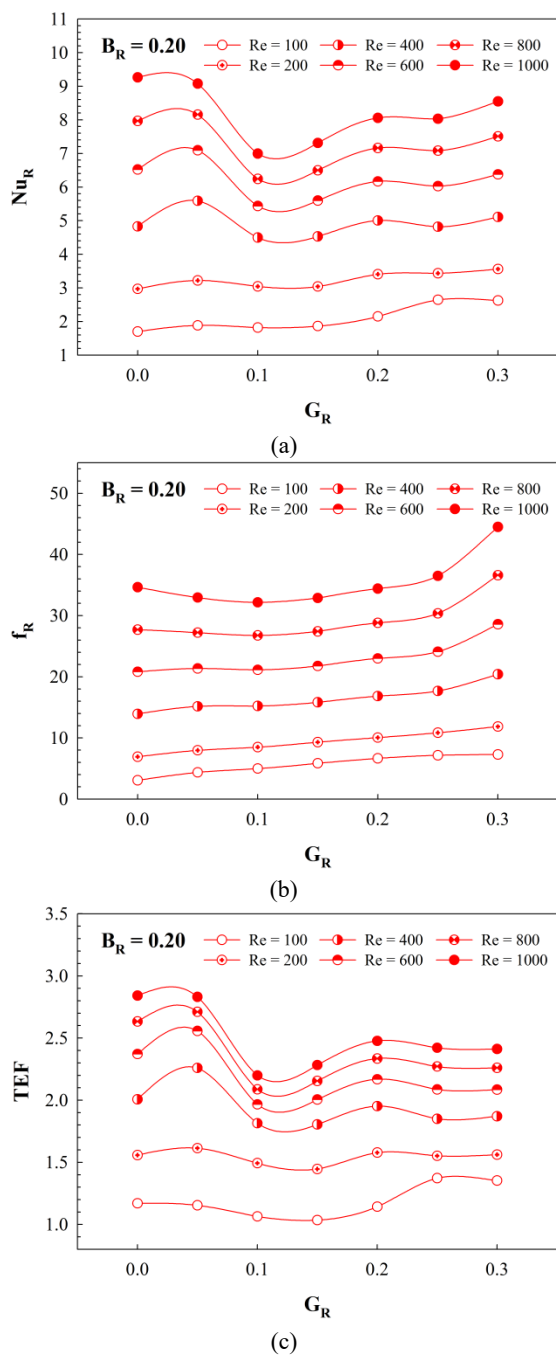 11
10
9
8
7
6
5
4
3
2
1
Nu_R
B_R = 0.20
Re = 100 Re = 400 Re = 800
Re = 200 Re = 600 Re = 1000
0.0 0.1 0.2 0.3
G_R
(a)
50
40
30
20
10
0
f_R
B_R = 0.20
Re = 100 Re = 400 Re = 800
Re = 200 Re = 600 Re = 1000
0.0 0.1 0.2 0.3
G_R
(b)
3.5
3.0
2.5
2.0
1.5
1.0
TEF
B_R = 0.20
Re = 100 Re = 400 Re = 800
Re = 200 Re = 600 Re = 1000
0.0 0.1 0.2 0.3
G_R
(c)